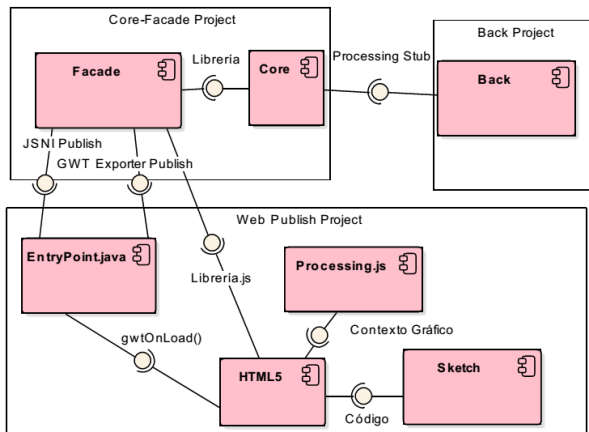 Core-Facade Project
Back Project
Librería
Processing Stub
Facade
Core
Back
JSNI Publish
GWT Exporter Publish
Web Publish Project
EntryPoint.java
Processing.js
Librería.js
Contexto Gráfico
gwtOnLoad()
HTML5
Sketch
Código